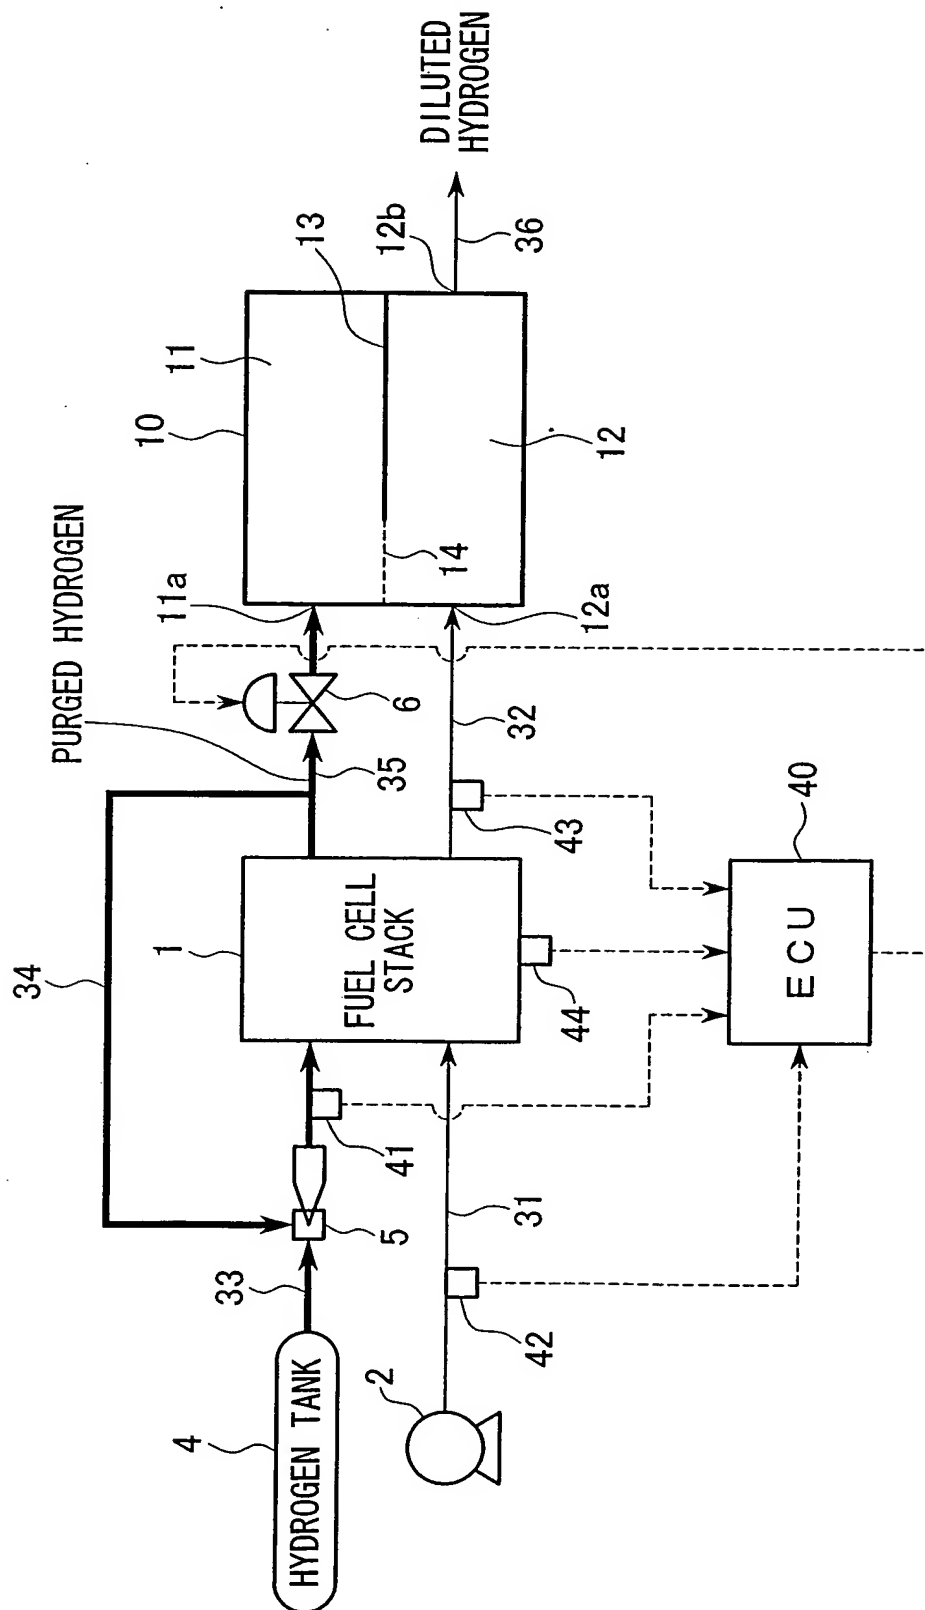 DILUTED
HYDROGEN
36
12b
13
11
10
12
14
PURGED HYDROGEN
11a
12a
6
32
35
34
43
40
1
FUEL CELL
STACK
ECU
44
41
31
5
33
42
2
4
HYDROGEN TANK